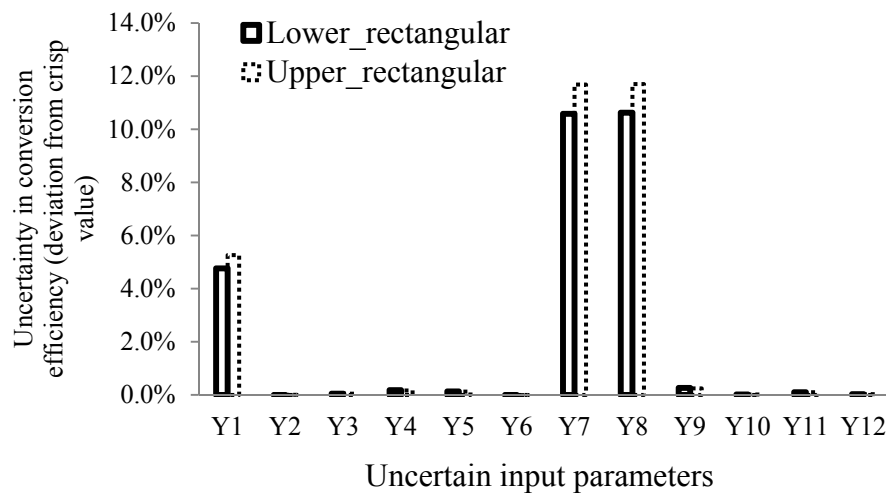 14.0%
12.0%
10.0%
8.0%
6.0%
4.0%
2.0%
0.0%
Uncertainty in conversion
efficiency (deviation from crisp
value)
Lower_rectangular
Upper_rectangular
Y1 Y2 Y3 Y4 Y5 Y6 Y7 Y8 Y9 Y10 Y11 Y12
Uncertain input parameters